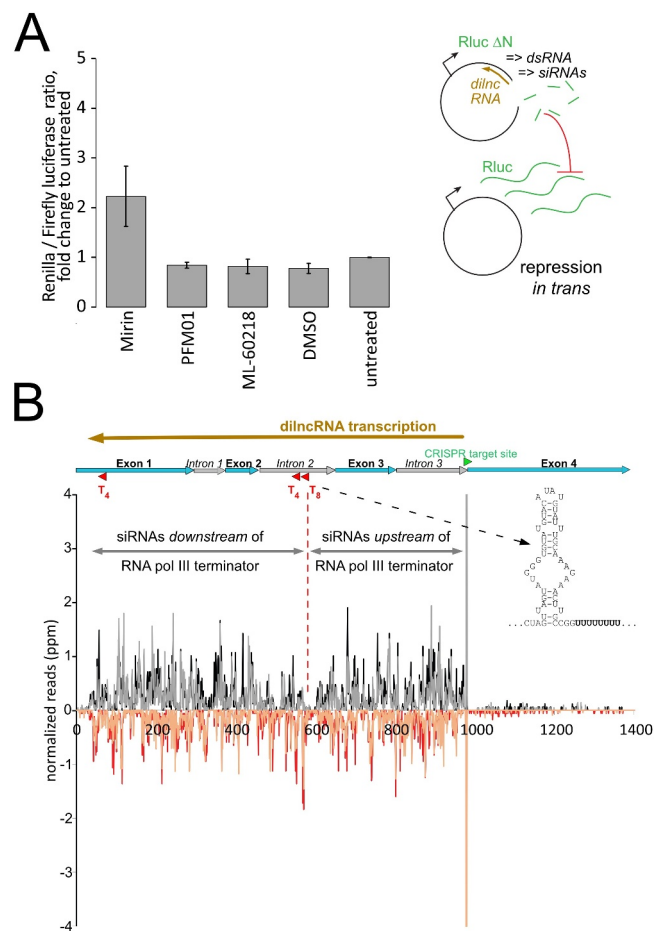 A
Renilla / Firefly luciferase ratio,
fold change to untreated
5
4
3
2
1
0
Mirin
PFM01
ML-60218
DMSO
untreated
Rluc ΔN
=> dsRNA
=> siRNAs
dilnc
RNA
Rluc
repression
in trans
B
dilncRNA transcription
CRISPR target site
Exon 1
Intron 1
Exon 2
Intron 2
Exon 3
Intron 3
Exon 4
T4
T4
T8
siRNAs downstream of
RNA pol III terminator
siRNAs upstream of
RNA pol III terminator
...CUAG CCGGUUUUUUUU...
normalized reads (ppm)
4
3
2
1
0
-1
-2
-3
-4
0
200
400
600
800
1000
1200
1400